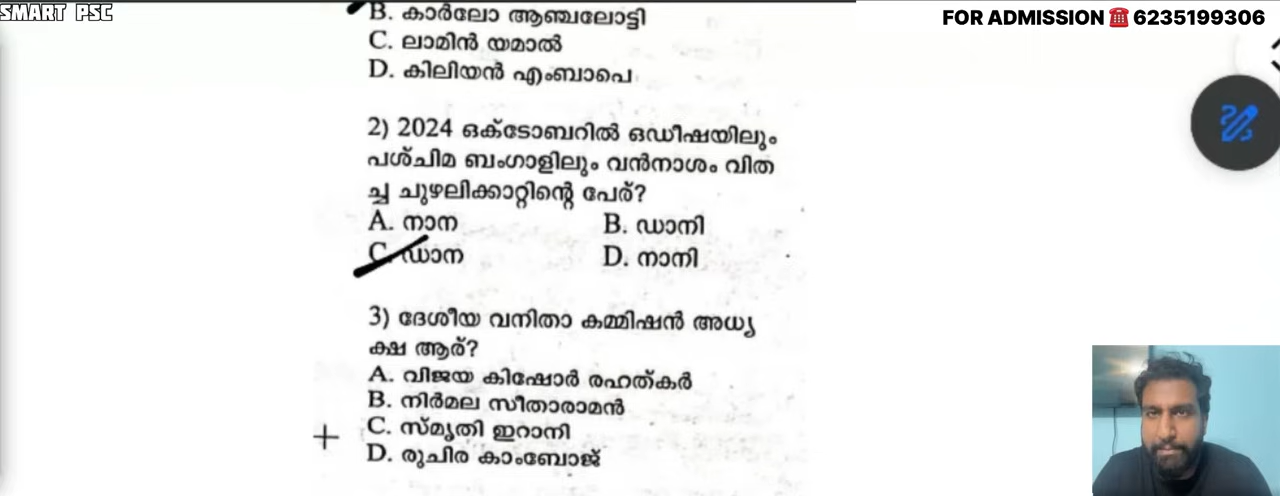 SMART PSC
FOR ADMISSION ☎ 6235199306
B. കാർലോ ആഞ്ചലോട്ടി
C. ലാമിൻ യമാൽ
D. കിലിയൻ എംബാപെ
2) 2024 ഒക്ടോബറിൽ ഒഡീഷയിലും
പശ്ചിമ ബംഗാളിലും വൻനാശം വിത
ച്ച ചുഴലിക്കാറ്റിന്റെ പേര്?
A. നാന B. ഡാനി
C. ഡാന D. നാനി
3) ദേശീയ വനിതാ കമ്മിഷൻ അധ്യ
ക്ഷ ആര്?
A. വിജയ കിഷോർ രഹത്കർ
B. നിർമല സീതാരാമൻ
C. സ്മൃതി ഇറാനി
D. രുചിര കാംബോജ്